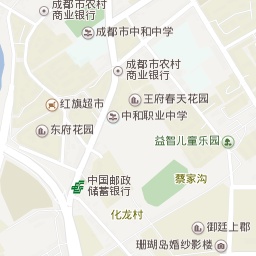 成都市农村
商业银行
成都市中和中学
成都市农村
商业银行
王府春天花园
红旗超市
中和职业中学
东府花园
益智儿童乐园
蔡家沟
中国邮政
储蓄银行
化龙村
御廷上郡
珊瑚岛婚纱影楼